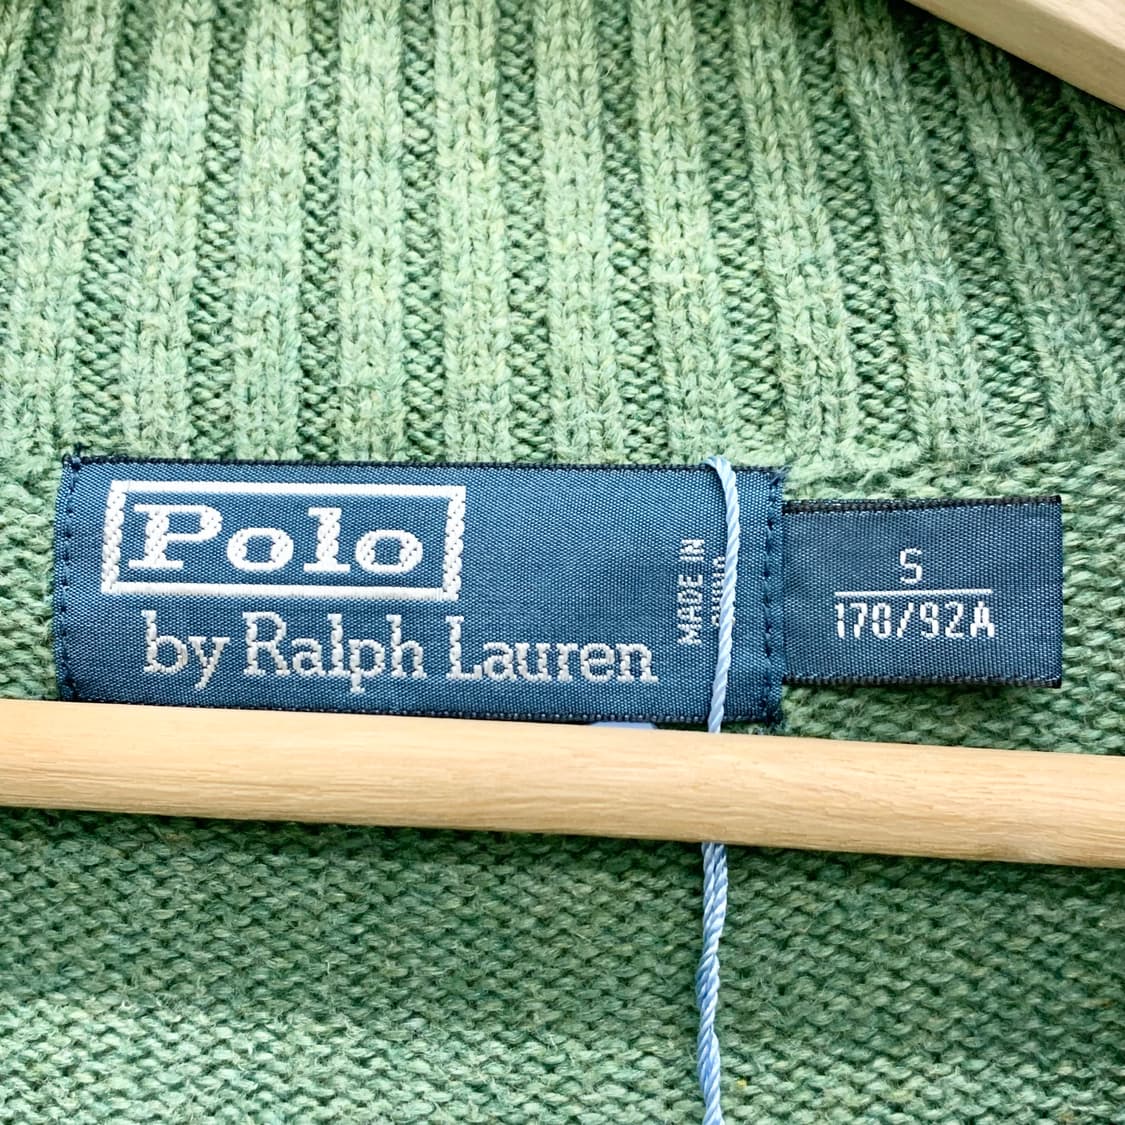 Polo
by Ralph Lauren
MADE IN
S
170/92A